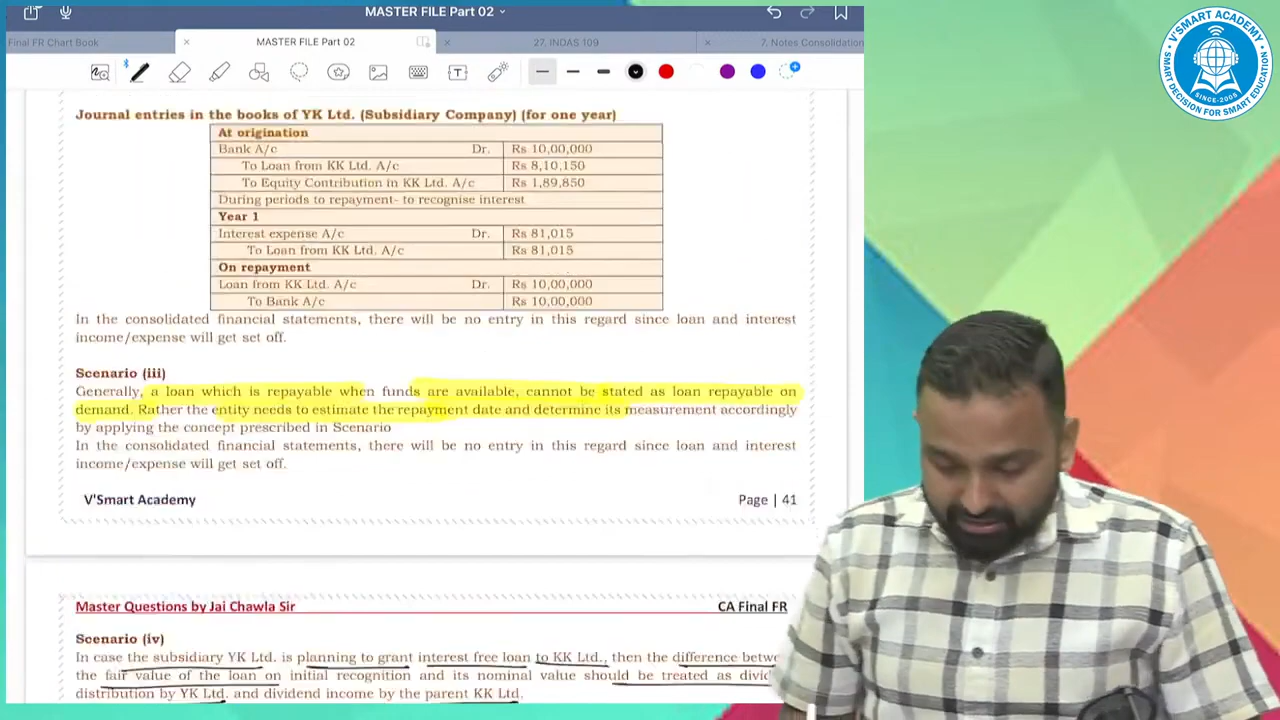 MASTER FILE Part 02
Final FR Chart Book
MASTER FILE Part 02
27. INDAS 109
7. Notes Consolidation
V'SMART ACADEMY
SMART DECISION FOR SMART EDUCATION
SINCE-2005
Journal entries in the books of YK Ltd. (Subsidiary Company) (for one year)
At origination
Bank A/c Dr. Rs 10,00,000
To Loan from KK Ltd. A/c Rs 8,10,150
To Equity Contribution in KK Ltd. A/c Rs 1,89,850
During periods to repayment- to recognise interest
Year 1
Interest expense A/c Dr. Rs 81,015
To Loan from KK Ltd. A/c Rs 81,015
On repayment
Loan from KK Ltd. A/c Dr. Rs 10,00,000
To Bank A/c Rs 10,00,000
In the consolidated financial statements, there will be no entry in this regard since loan and interest
income/expense will get set off.
Scenario (iii)
Generally, a loan which is repayable when funds are available, cannot be stated as loan repayable on
demand. Rather the entity needs to estimate the repayment date and determine its measurement accordingly
by applying the concept prescribed in Scenario
In the consolidated financial statements, there will be no entry in this regard since loan and interest
income/expense will get set off.
V'Smart Academy Page | 41
Master Questions by Jai Chawla Sir CA Final FR
Scenario (iv)
In case the subsidiary YK Ltd. is planning to grant interest free loan to KK Ltd., then the difference betwe
the fair value of the loan on initial recognition and its nominal value should be treated as divid
distribution by YK Ltd. and dividend income by the parent KK Ltd.